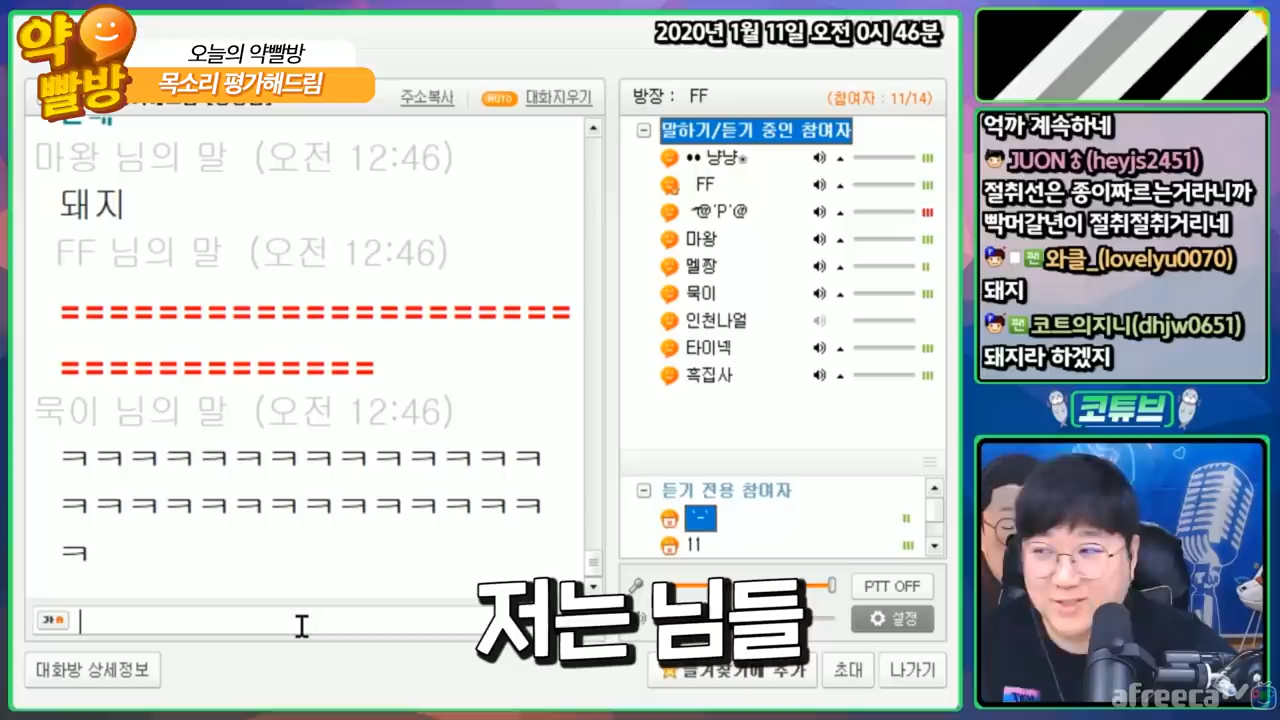 약빨방
오늘의 약빨방
목소리 평가해드림
2020년 1월 11일 오전 0시 46분
주소복사
AUTO
대화지우기
마왕 님의 말 (오전 12:46)
돼지
FF 님의 말 (오전 12:46)
=====================
=============
묵이 님의 말 (오전 12:46)
ㅋㅋㅋㅋㅋㅋㅋㅋㅋㅋㅋㅋㅋㅋ
ㅋㅋㅋㅋㅋㅋㅋㅋㅋㅋㅋㅋㅋㅋ
ㅋ
가
대화방 상세정보
방장 : FF
(참여자 : 11/14)
말하기/듣기 중인 참여자
•• 냥냥
FF
@'P'@
마왕
멜짱
묵이
인천나얼
타이넥
흑집사
듣기 전용 참여자
11
PTT OFF
설정
즐겨찾기에 추가
초대
나가기
저는 님들
억까 계속하네
JUON(heyjs2451)
절취선은 종이짜르는거라니까
빡머갈년이 절취절취거리네
팬 와클_(lovelyu0070)
돼지
팬 코트의지니(dhjw0651)
돼지라 하겠지
코튜브
afreecaTV